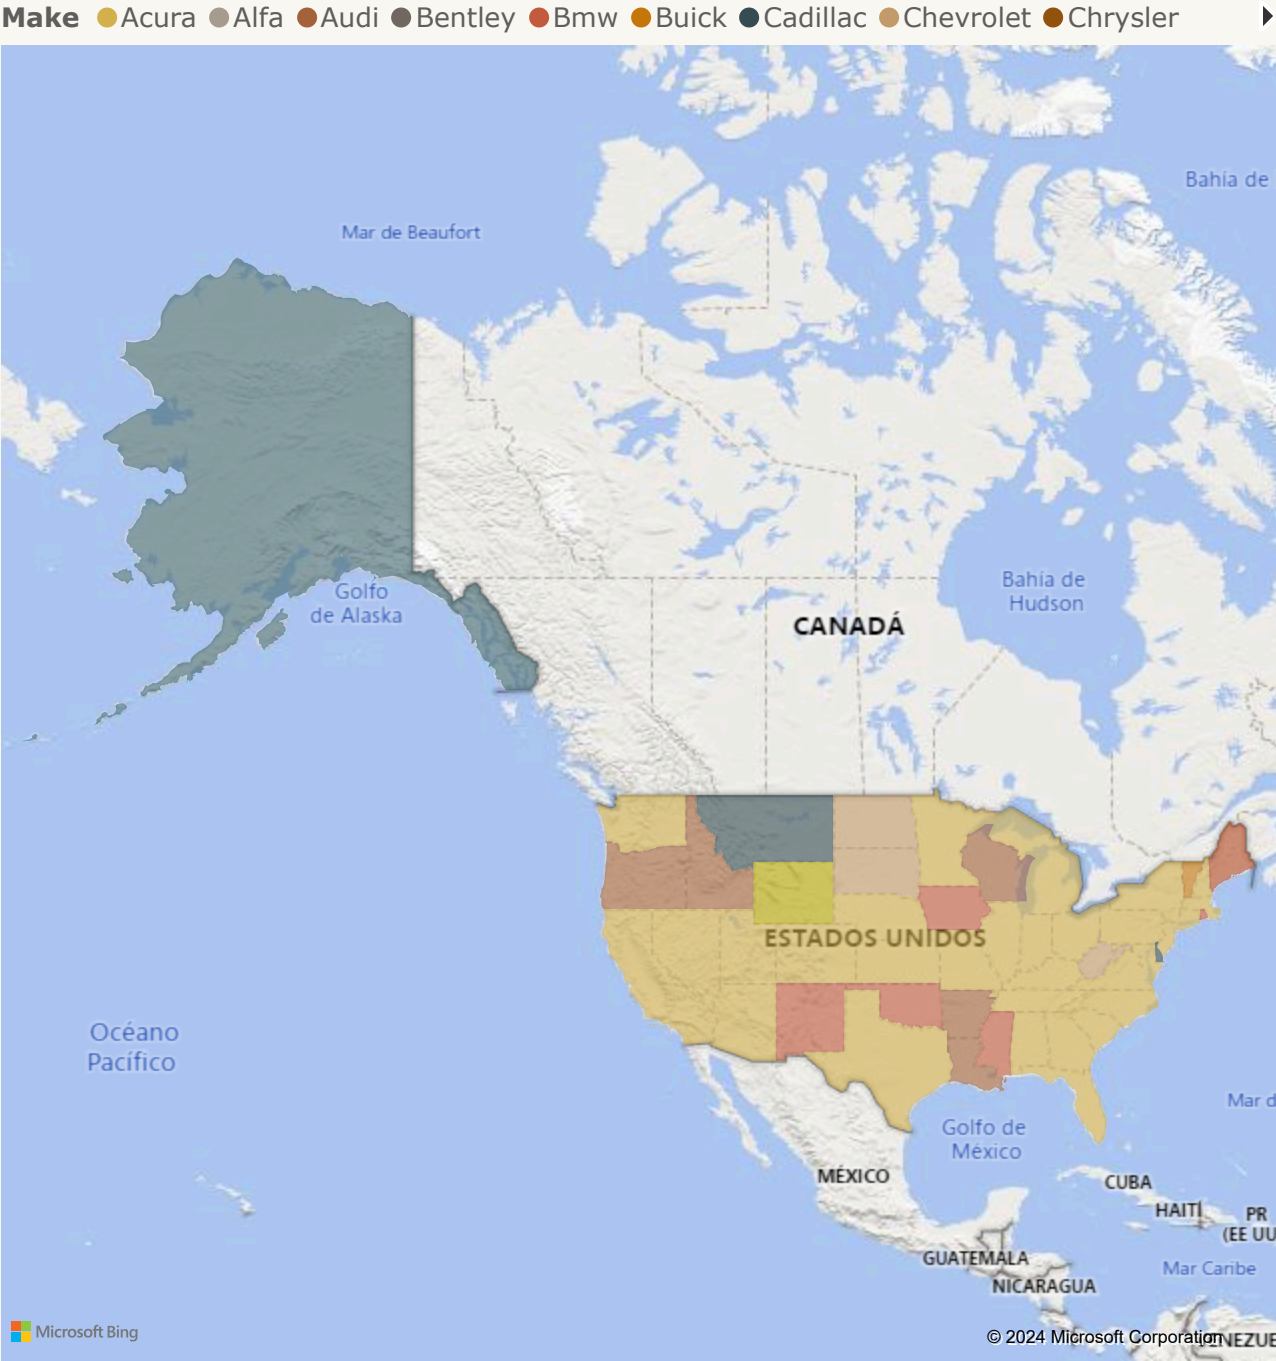 Make Acura Alfa Audi Bentley Bmw Buick Cadillac Chevrolet Chrysler
Bahía de
Mar de Beaufort
Golfo
de Alaska
Bahía de
Hudson
CANADÁ
ESTADOS UNIDOS
Océano
Pacífico
Mar d
Golfo de
México
MÉXICO
CUBA
HAITÍ
PR
(EE UU
GUATEMALA
Mar Caribe
NICARAGUA
Microsoft Bing
© 2024 Microsoft Corporation
ENEZUE